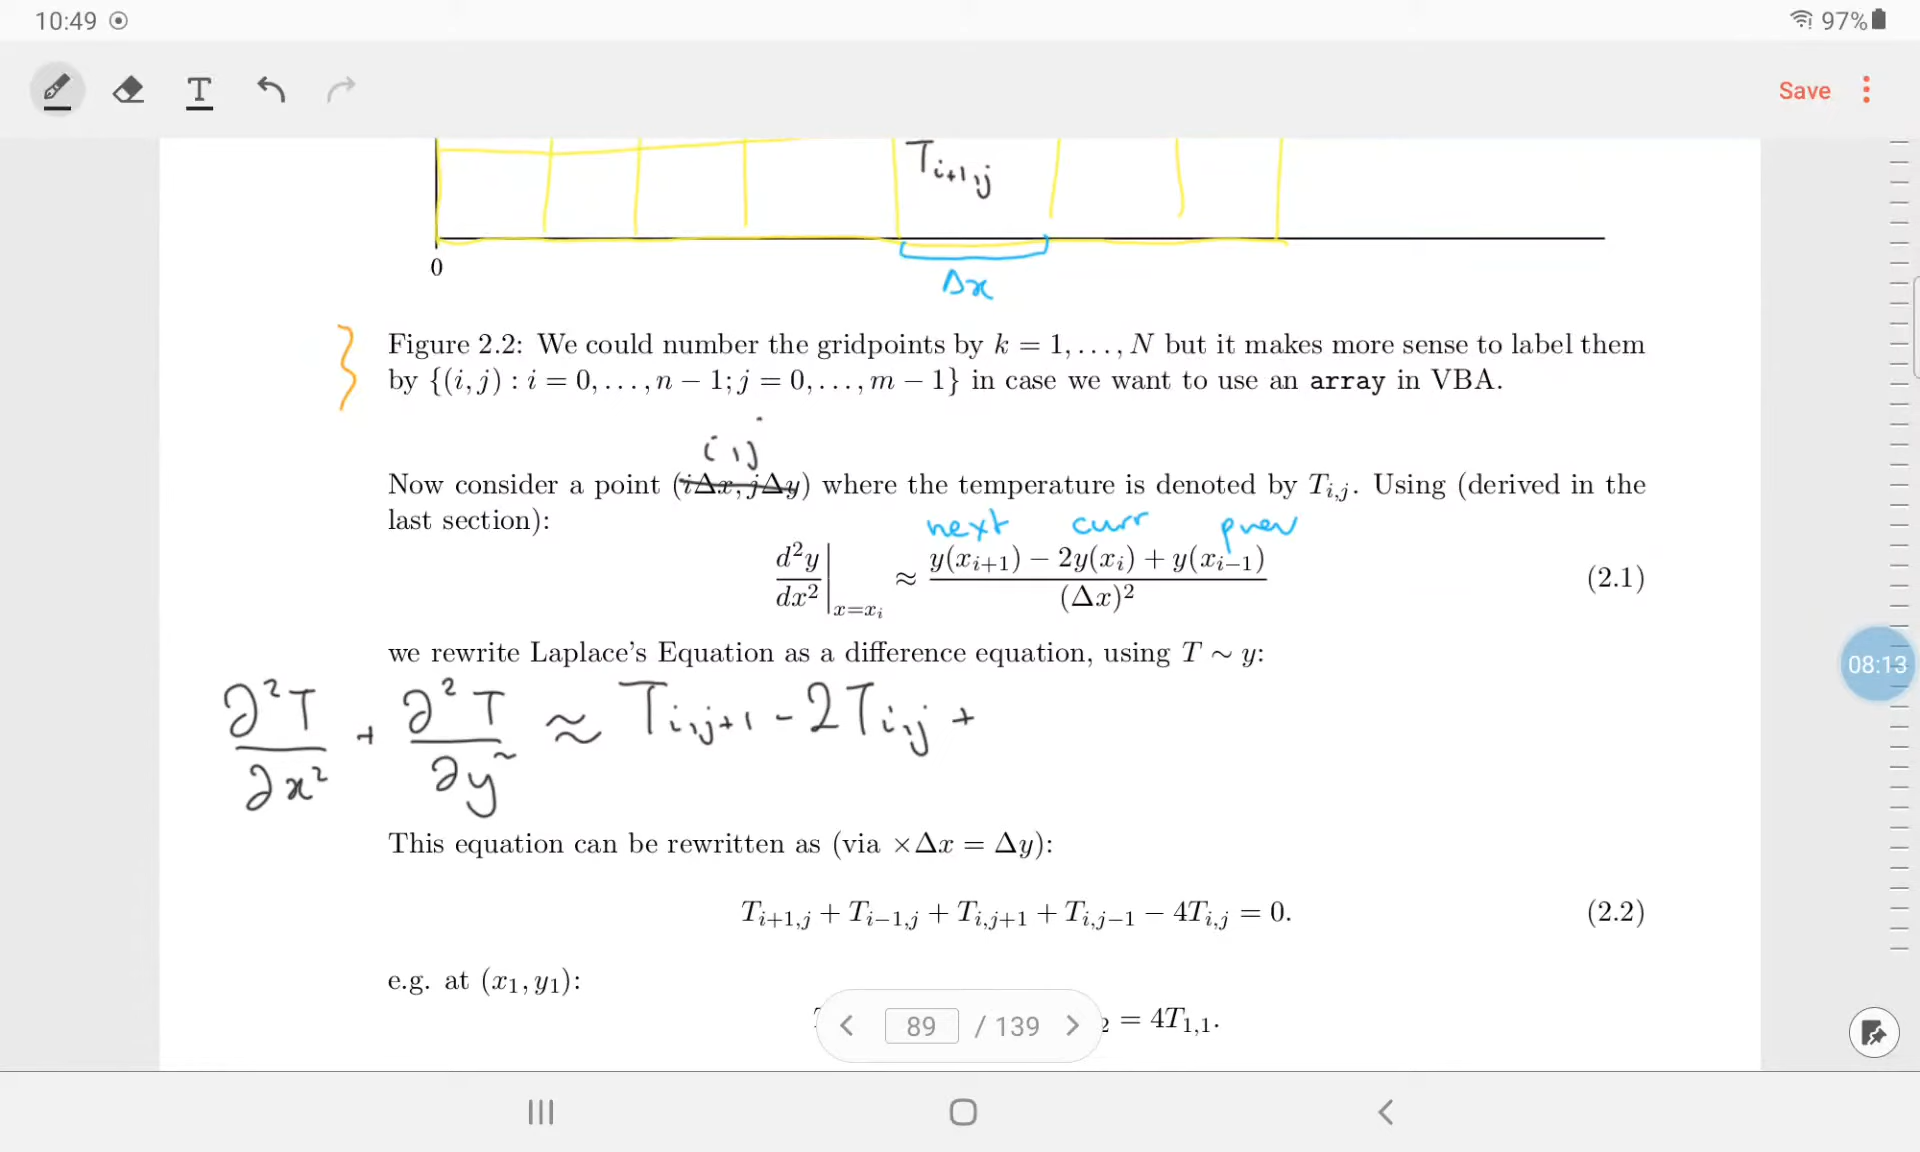 10:49
97%
T
Save
T_{i+1,j}
0
Δx
Figure 2.2: We could number the gridpoints by k = 1, . . . , N but it makes more sense to label them
by {(i, j) : i = 0, . . . , n − 1; j = 0, . . . , m − 1} in case we want to use an array in VBA.
i,j
Now consider a point (iΔx, jΔy) where the temperature is denoted by T_{i,j}. Using (derived in the
last section):
next curr prev
d²y/dx²|_{x=x_i} ≈ (y(x_{i+1}) − 2y(x_i) + y(x_{i−1}))/(Δx)² (2.1)
we rewrite Laplace's Equation as a difference equation, using T ∼ y:
08:13
∂²T/∂x² + ∂²T/∂y² ≈ T_{i,j+1} - 2T_{i,j} +
This equation can be rewritten as (via ×Δx = Δy):
T_{i+1,j} + T_{i−1,j} + T_{i,j+1} + T_{i,j−1} − 4T_{i,j} = 0. (2.2)
e.g. at (x₁, y₁):
89 / 139
₂ = 4T_{1,1}.